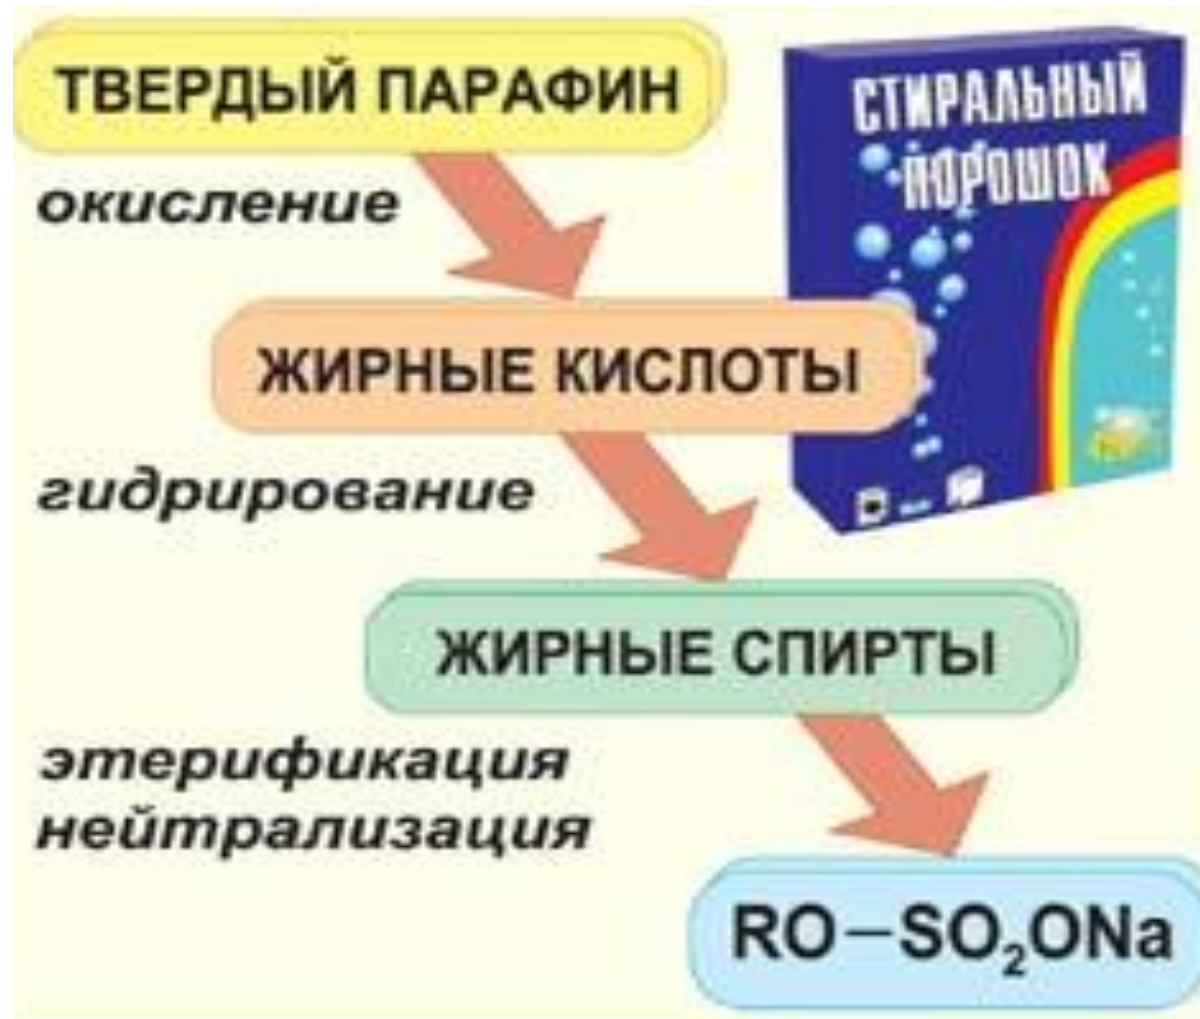 ТВЕРДЫЙ ПАРАФИН
СТИРАЛЬНЫЙ
ПОРОШОК
окисление
ЖИРНЫЕ КИСЛОТЫ
гидрирование
ЖИРНЫЕ СПИРТЫ
этерификация
нейтрализация
RO–SO₂ONa